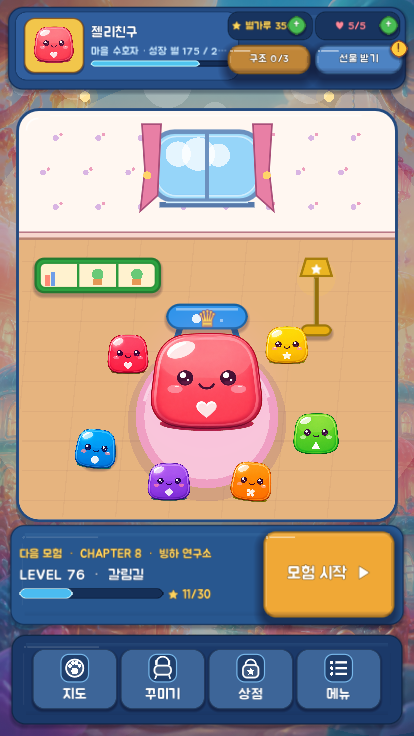 젤리친구
마을 수호자 · 성장 별 175 / 2
★ 별가루 35 +
♥ 5/5 +
구조 0/3
선물 받기
!
다음 모험 · CHAPTER 8 · 빙하 연구소
LEVEL 76 · 갈림길
★ 11/30
모험 시작 ▶
지도
꾸미기
상점
메뉴